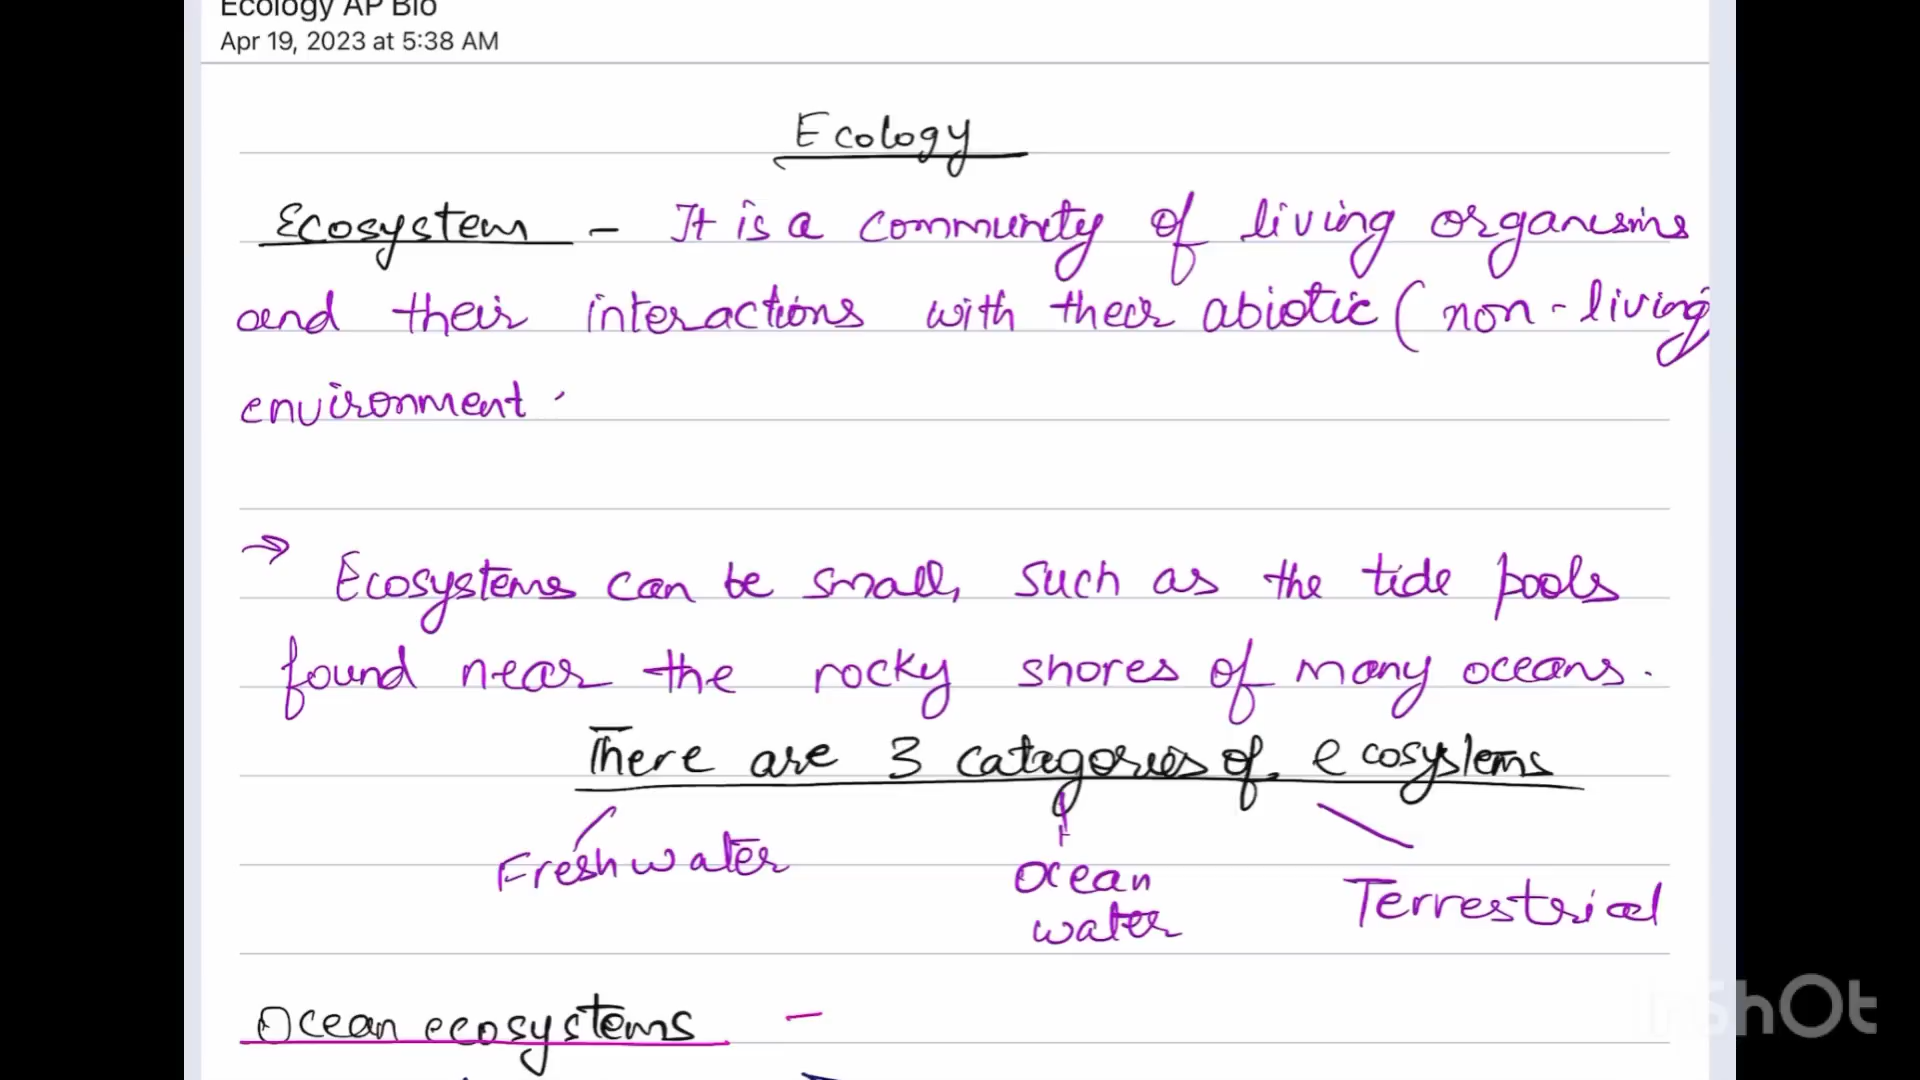 Ecology AP Bio
Apr 19, 2023 at 5:38 AM
Ecology
Ecosystem - It is a community of living organisms
and their interactions with their abiotic (non-living
environment.
→ Ecosystems can be small, such as the tide pools
found near the rocky shores of many oceans.
There are 3 categories of ecosystems
Freshwater
Ocean
water
Terrestrial
Ocean ecosystems -
InShOt